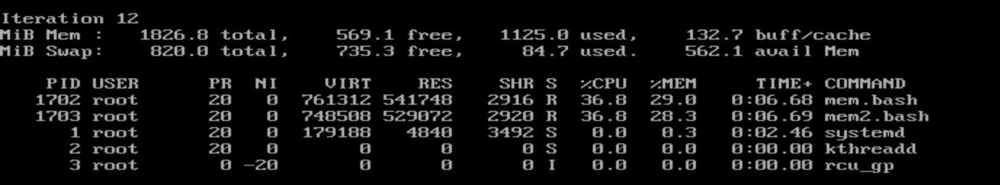 Iteration 12
MiB Mem :   1826.8 total,    569.1 free,   1125.0 used,    132.7 buff/cache
MiB Swap:    820.0 total,    735.3 free,     84.7 used.    562.1 avail Mem
PID USER      PR  NI    VIRT    RES    SHR S  %CPU  %MEM     TIME+ COMMAND
1702 root      20   0  761312 541748   2916 R  36.8  29.0   0:06.68 mem.bash
1703 root      20   0  748508 529072   2920 R  36.8  28.3   0:06.69 mem2.bash
1 root      20   0  179188   4840   3492 S   0.0   0.3   0:02.46 systemd
2 root      20   0       0      0      0 S   0.0   0.0   0:00.00 kthreadd
3 root       0 -20       0      0      0 I   0.0   0.0   0:00.00 rcu_gp